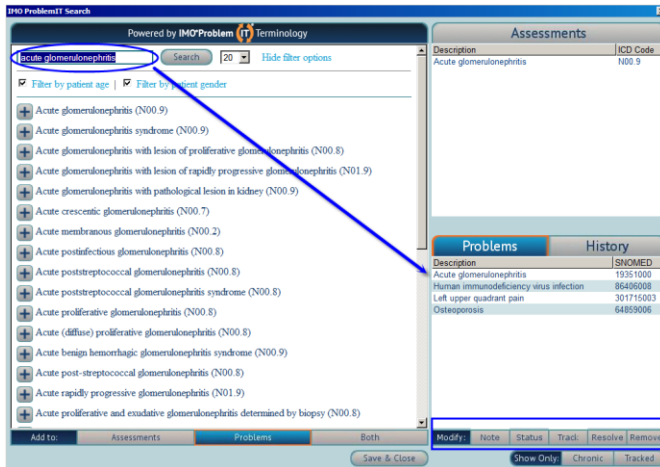 IMO ProblemIT Search
Powered by IMO®Problem (IT) Terminology
acute glomerulonephritis Search 20 Hide filter options
Filter by patient age | Filter by patient gender
Acute glomerulonephritis (N00.9)
Acute glomerulonephritis syndrome (N00.9)
Acute glomerulonephritis with lesion of proliferative glomerulonephritis (N00.8)
Acute glomerulonephritis with lesion of rapidly progressive glomerulonephritis (N01.9)
Acute glomerulonephritis with pathological lesion in kidney (N00.9)
Acute crescentic glomerulonephritis (N00.7)
Acute membranous glomerulonephritis (N00.2)
Acute postinfectious glomerulonephritis (N00.8)
Acute poststreptococcal glomerulonephritis (N00.8)
Acute poststreptococcal glomerulonephritis syndrome (N00.8)
Acute proliferative glomerulonephritis (N00.8)
Acute (diffuse) proliferative glomerulonephritis (N00.8)
Acute benign hemorrhagic glomerulonephritis syndrome (N00.9)
Acute post-streptococcal glomerulonephritis (N00.8)
Acute rapidly progressive glomerulonephritis (N01.9)
Acute proliferative and exudative glomerulonephritis determined by biopsy (N00.8)
Add to: Assessments Problems Both
Save & Close
Assessments
Description ICD Code
Acute glomerulonephritis N00.9
Problems History
Description SNOMED
Acute glomerulonephritis 19351000
Human immunodeficiency virus infection 86406008
Left upper quadrant pain 301715003
Osteoporosis 64859006
Modify: Note Status Track Resolve Remove
Show Only: Chronic Tracked